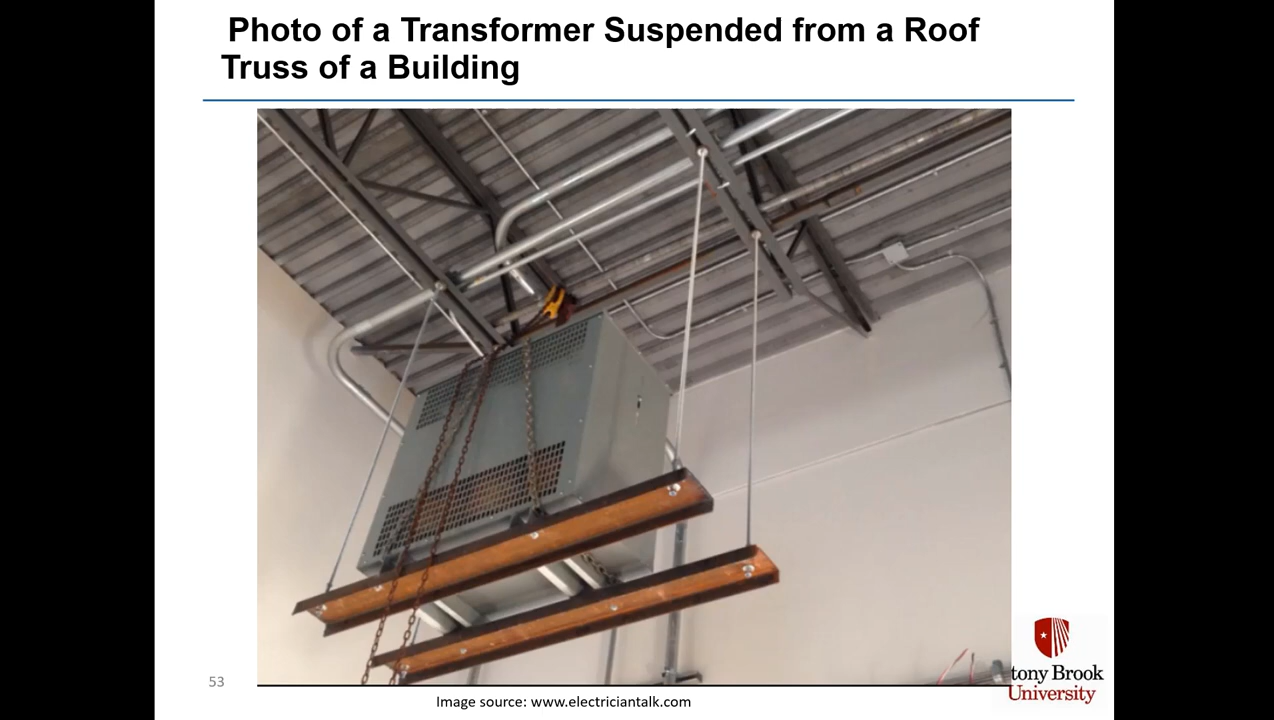 Photo of a Transformer Suspended from a Roof
Truss of a Building
53
tony Brook
University
Image source: www.electriciantalk.com